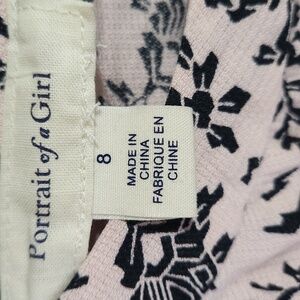 Portrait of a Girl
8
MADE IN
CHINA
FABRIQUE EN
CHINE